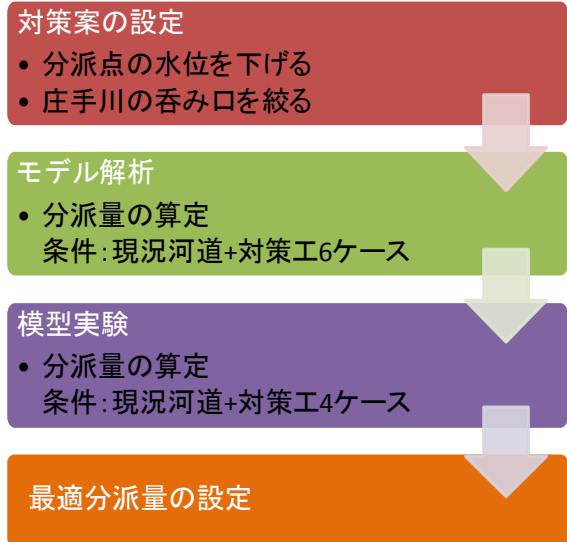 対策案の設定
• 分派点の水位を下げる
• 庄手川の呑み口を絞る
モデル解析
• 分派量の算定
条件：現況河道+対策工6ケース
模型実験
• 分派量の算定
条件：現況河道+対策工4ケース
最適分派量の設定